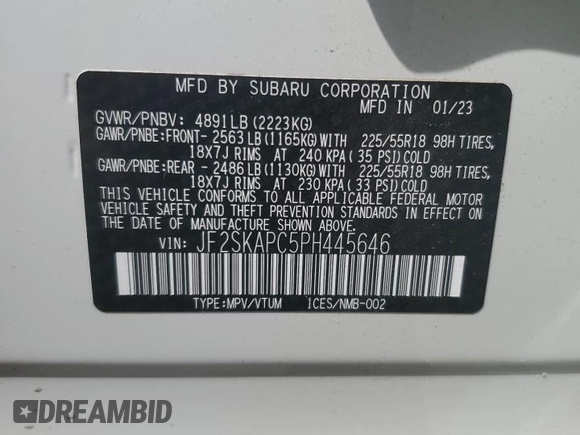 MFD BY SUBARU CORPORATION
MFD IN 01/23
GVWR/PNBV: 4891LB(2223KG)
GAWR/PNBE:FRONT- 2563LB(1165KG)WITH 225/55R18 98H TIRES,
18X7J RIMS AT 240 KPA(35 PSI)COLD
GAWR/PNBE:REAR - 2486LB(1130KG)WITH 225/55R18 98H TIRES,
18X7J RIMS AT 230 KPA(33 PSI)COLD
THIS VEHICLE CONFORMS TO ALL APPLICABLE FEDERAL MOTOR
VEHICLE SAFETY AND THEFT PREVENTION STANDARDS IN EFFECT ON
THE DATE OF MANUFACTURE SHOWN ABOVE.
VIN: JF2SKAPC5PH445646
TYPE:MPV/VTUM ICES/NMB-002
DREAMBID